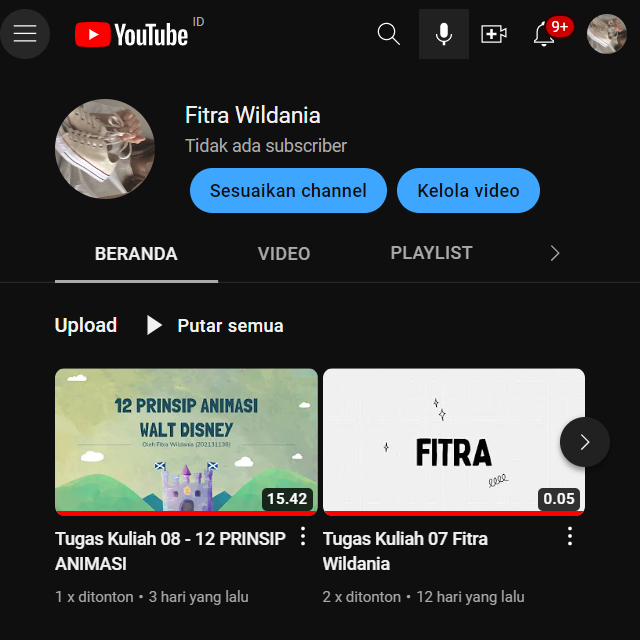 YouTube ID
9+
Fitra Wildania
Tidak ada subscriber
Sesuaikan channel Kelola video
BERANDA VIDEO PLAYLIST
Upload Putar semua
12 PRINSIP ANIMASI
WALT DISNEY
Oleh Fitra Wildania (202131138)
15.42
FITRA
0.05
Tugas Kuliah 08 - 12 PRINSIP
ANIMASI
1 x ditonton • 3 hari yang lalu
Tugas Kuliah 07 Fitra
Wildania
2 x ditonton • 12 hari yang lalu